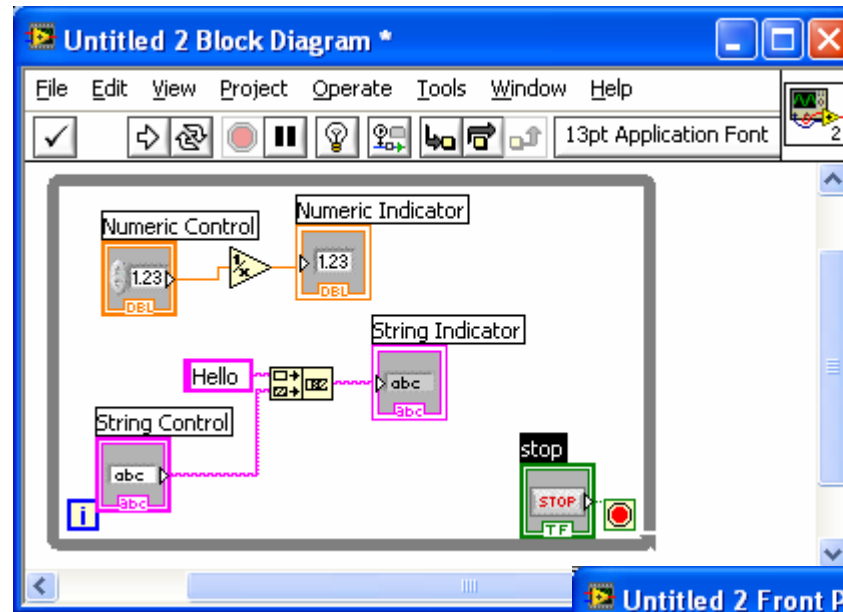 Untitled 2 Block Diagram *
File Edit View Project Operate Tools Window Help
13pt Application Font
2
Numeric Control
Numeric Indicator
1.23
DBL
1/x
1.23
DBL
String Indicator
Hello
abc
abc
String Control
abc
abc
stop
STOP
TF
i
Untitled 2 Front P